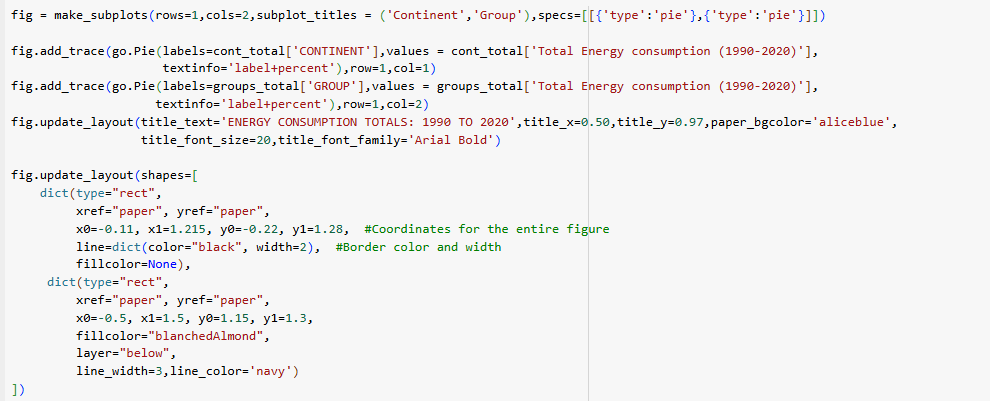 fig = make_subplots(rows=1,cols=2,subplot_titles = ('Continent','Group'),specs=[[{'type':'pie'},{'type':'pie'}]])
fig.add_trace(go.Pie(labels=cont_total['CONTINENT'],values = cont_total['Total Energy consumption (1990-2020)'],
textinfo='label+percent'),row=1,col=1)
fig.add_trace(go.Pie(labels=groups_total['GROUP'],values = groups_total['Total Energy consumption (1990-2020)'],
textinfo='label+percent'),row=1,col=2)
fig.update_layout(title_text='ENERGY CONSUMPTION TOTALS: 1990 TO 2020',title_x=0.50,title_y=0.97,paper_bgcolor='aliceblue',
title_font_size=20,title_font_family='Arial Bold')
fig.update_layout(shapes=[
dict(type="rect",
xref="paper", yref="paper",
x0=-0.11, x1=1.215, y0=-0.22, y1=1.28,  #Coordinates for the entire figure
line=dict(color="black", width=2),  #Border color and width
fillcolor=None),
dict(type="rect",
xref="paper", yref="paper",
x0=-0.5, x1=1.5, y0=1.15, y1=1.3,
fillcolor="blanchedAlmond",
layer="below",
line_width=3,line_color='navy')
])